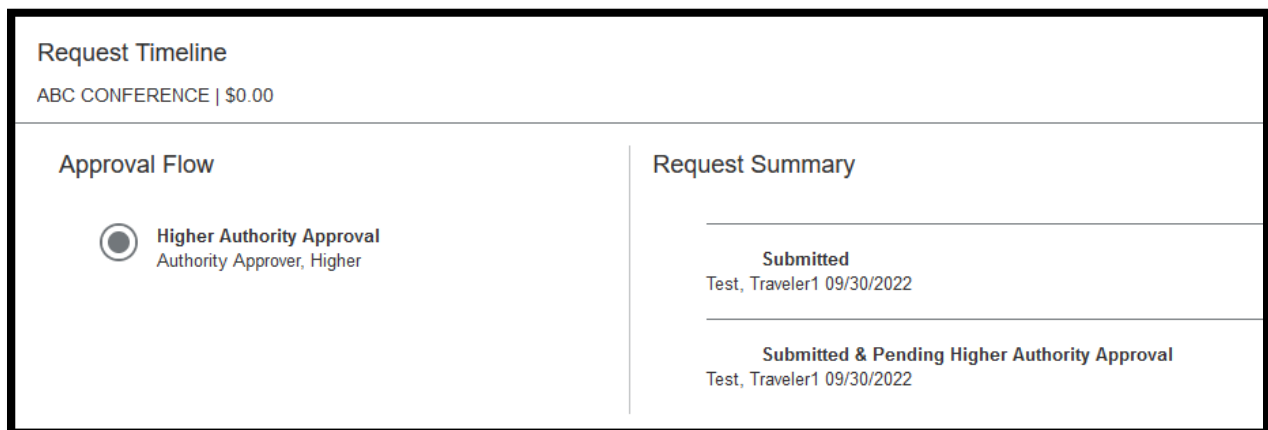 Request Timeline
ABC CONFERENCE | $0.00
Approval Flow
Higher Authority Approval
Authority Approver, Higher
Request Summary
Submitted
Test, Traveler1 09/30/2022
Submitted & Pending Higher Authority Approval
Test, Traveler1 09/30/2022